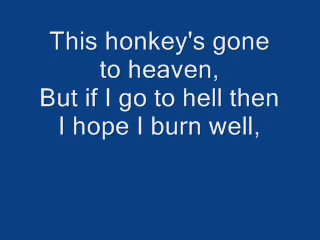 This honkey's gone
to heaven,
But if I go to hell then
I hope I burn well,